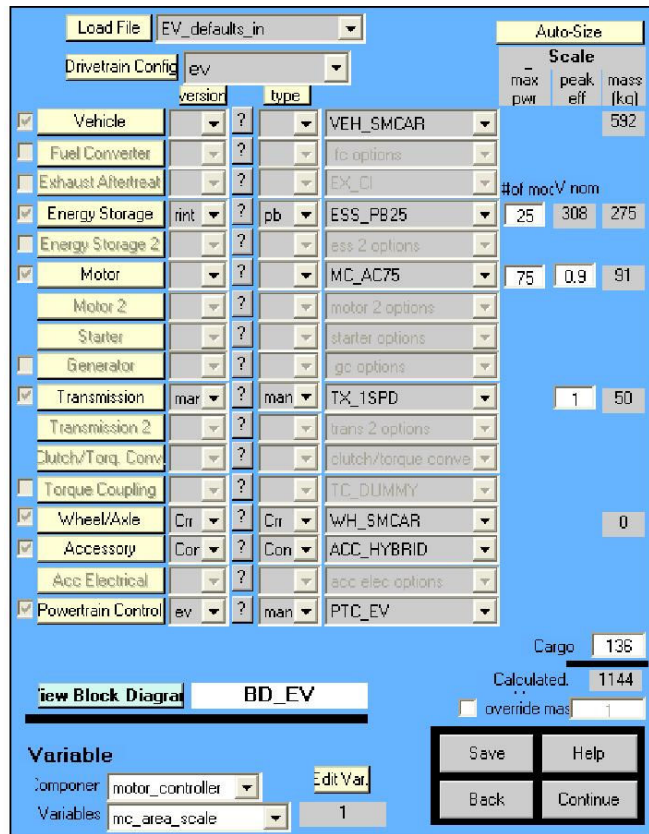 Load File EV_defaults_in Auto-Size
Scale
Drivetrain Config ev max peak mass
version type pwr eff (kg)
Vehicle ? VEH_SMCAR 592
Fuel Converter ? fc options
Exhaust Aftertreat ? EX_CI
#of moc V nom
Energy Storage rint ? pb ESS_PB25 25 308 275
Energy Storage 2 ? ess 2 options
Motor ? MC_AC75 75 0.9 91
Motor 2 ? motor 2 options
Starter ? starter options
Generator ? gc options
Transmission mar ? man TX_1SPD 1 50
Transmission 2 ? trans 2 options
Clutch/Torq. Conv ? clutch/torque conve
Torque Coupling ? TC_DUMMY
Wheel/Axle Crr ? Crr WH_SMCAR 0
Accessory Cor ? Con ACC_HYBRID
Acc Electrical ? acc elec options
Powertrain Control ev ? man PTC_EV
Cargo 136
Calculated. 1144
iew Block Diagrar BD_EV
override mas 1
Variable
Save Help
Componer motor_controller Edit Var.
Back Continue
Variables mc_area_scale 1